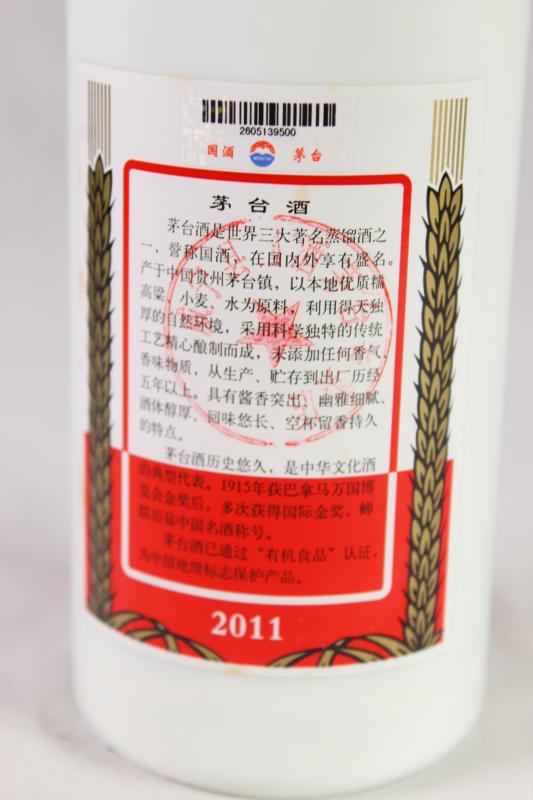 2605139500
国酒 MOUTAI 茅台
茅台酒
茅台酒是世界三大著名蒸馏酒之
一，誉称国酒，在国内外享有盛名。
产于中国贵州茅台镇，以本地优质糯
高粱、小麦、水为原料，利用得天独
厚的自然环境，采用科学独特的传统
工艺精心酿制而成，未添加任何香气、
香味物质，从生产、贮存到出厂历经
五年以上。具有酱香突出、幽雅细腻、
酒体醇厚、回味悠长、空杯留香持久
的特点。
茅台酒历史悠久，是中华文化酒
的典型代表。1915年获巴拿马万国博
览会金奖后，多次获得国际金奖，蝉
联历届中国名酒称号。
茅台酒已通过“有机食品”认证，
为中国地理标志保护产品。
2011